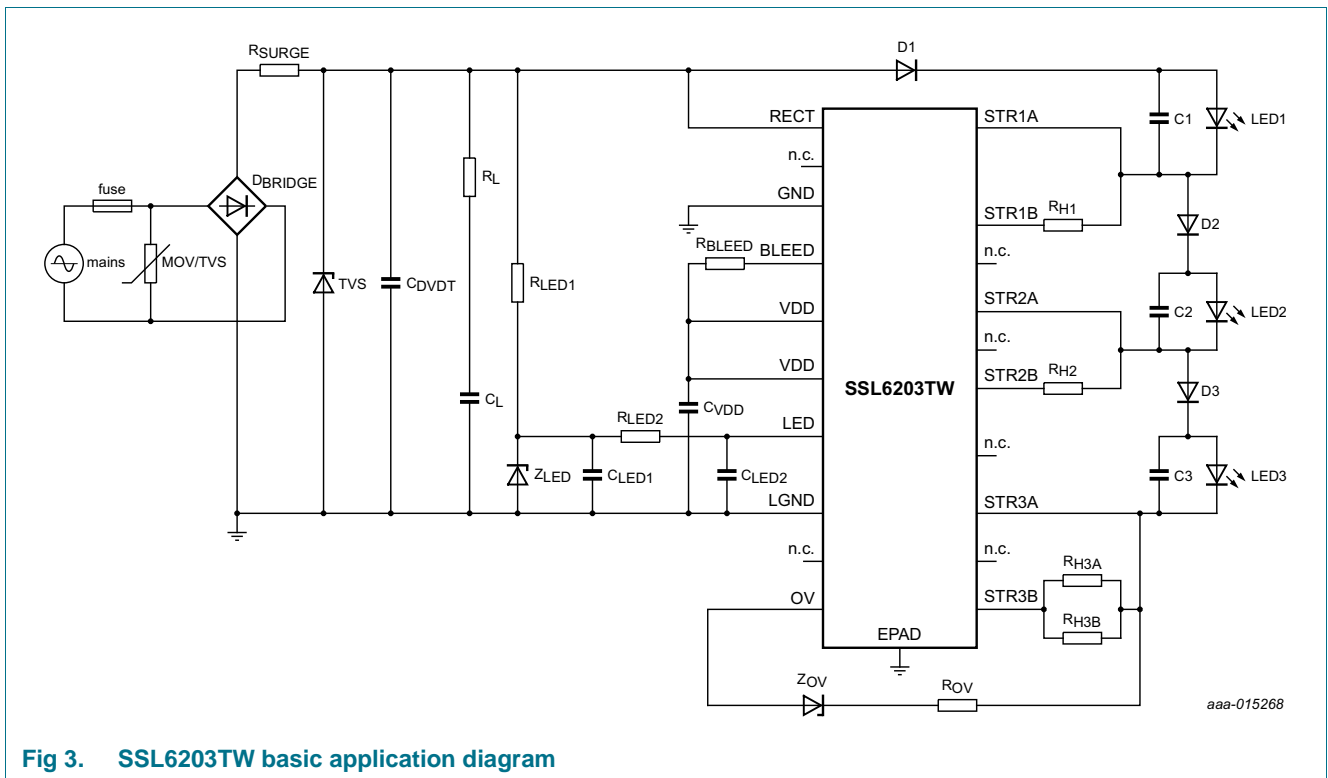 RSURGE
D1
RECT
STR1A
C1
LED1
n.c.
RL
DBRIDGE
fuse
GND
STR1B
RH1
D2
RBLEED
BLEED
n.c.
mains
MOV/TVS
TVS
CDVDT
RLED1
VDD
STR2A
C2
LED2
n.c.
VDD
SSL6203TW
STR2B
RH2
D3
CL
CVDD
RLED2
LED
n.c.
ZLED
CLED1
CLED2
C3
LED3
LGND
STR3A
n.c.
n.c.
RH3A
OV
STR3B
RH3B
EPAD
ZOV
ROV
aaa-015268
Fig 3. SSL6203TW basic application diagram